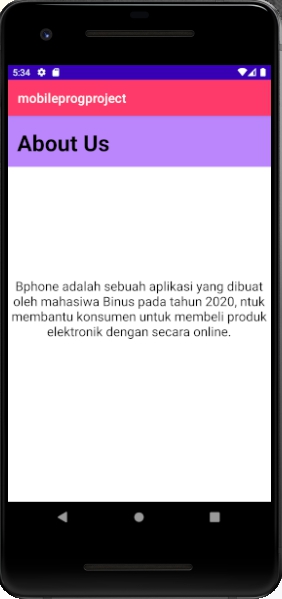 5:34
mobileprogproject
About Us
Bphone adalah sebuah aplikasi yang dibuat
oleh mahasiwa Binus pada tahun 2020, ntuk
membantu konsumen untuk membeli produk
elektronik dengan secara online.